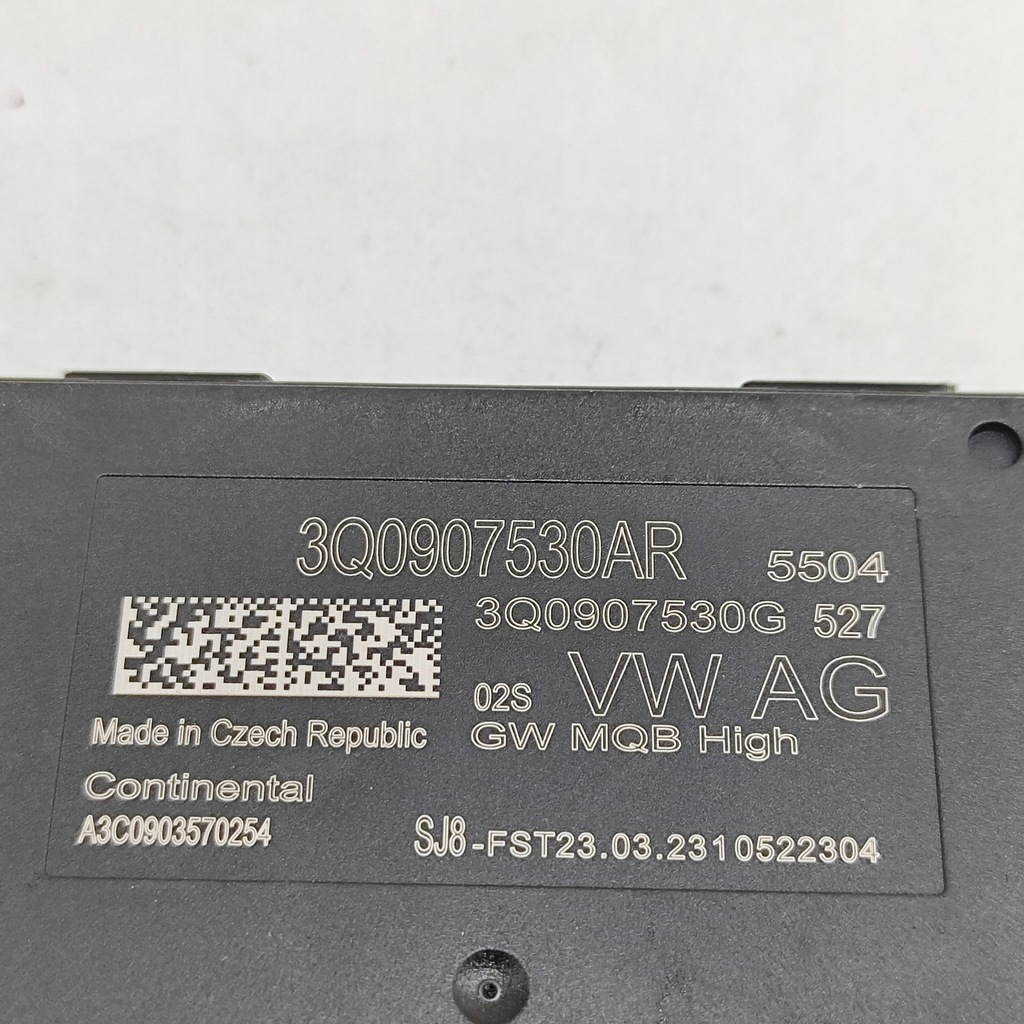 3Q0907530AR 5504
3Q0907530G 527
02S VW AG
Made in Czech Republic GW MQB High
Continental
A3C0903570254 SJ8-FST23.03.2310522304